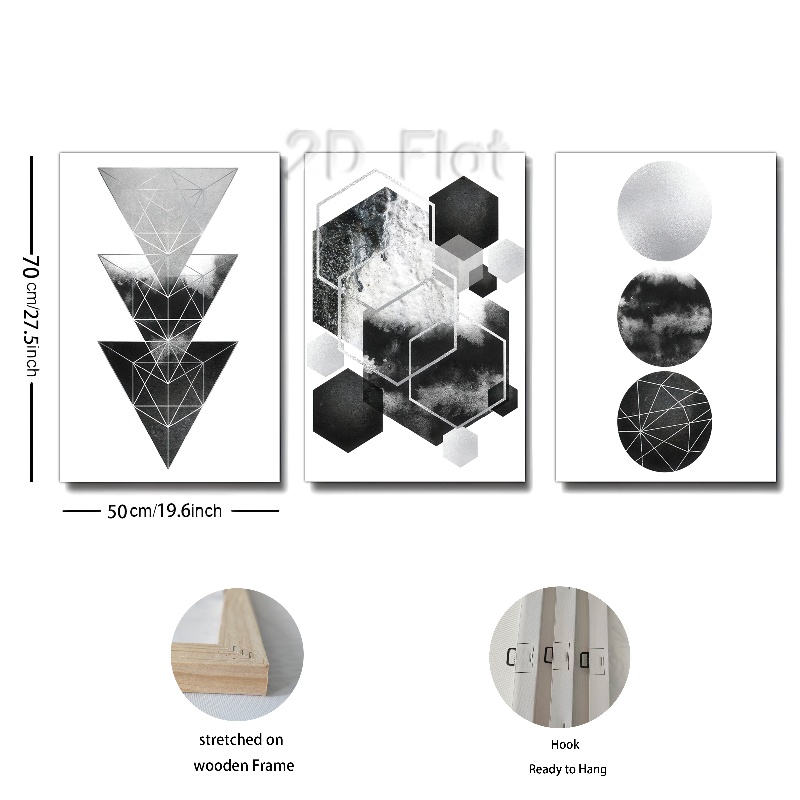 2D Flat
70 cm/27.5inch
50cm/19.6inch
stretched on
wooden Frame
Hook
Ready to Hang